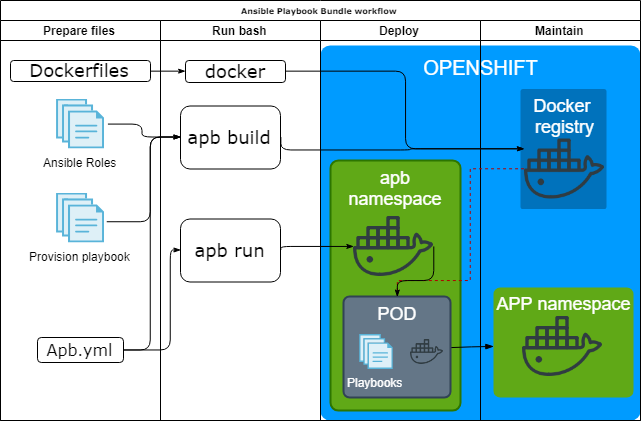 Ansible Playbook Bundle workflow
Prepare files
Run bash
Deploy
Maintain
Dockerfiles
docker
OPENSHIFT
Docker
registry
Ansible Roles
apb build
apb
namespace
Provision playbook
apb run
POD
Playbooks
APP namespace
Apb.yml